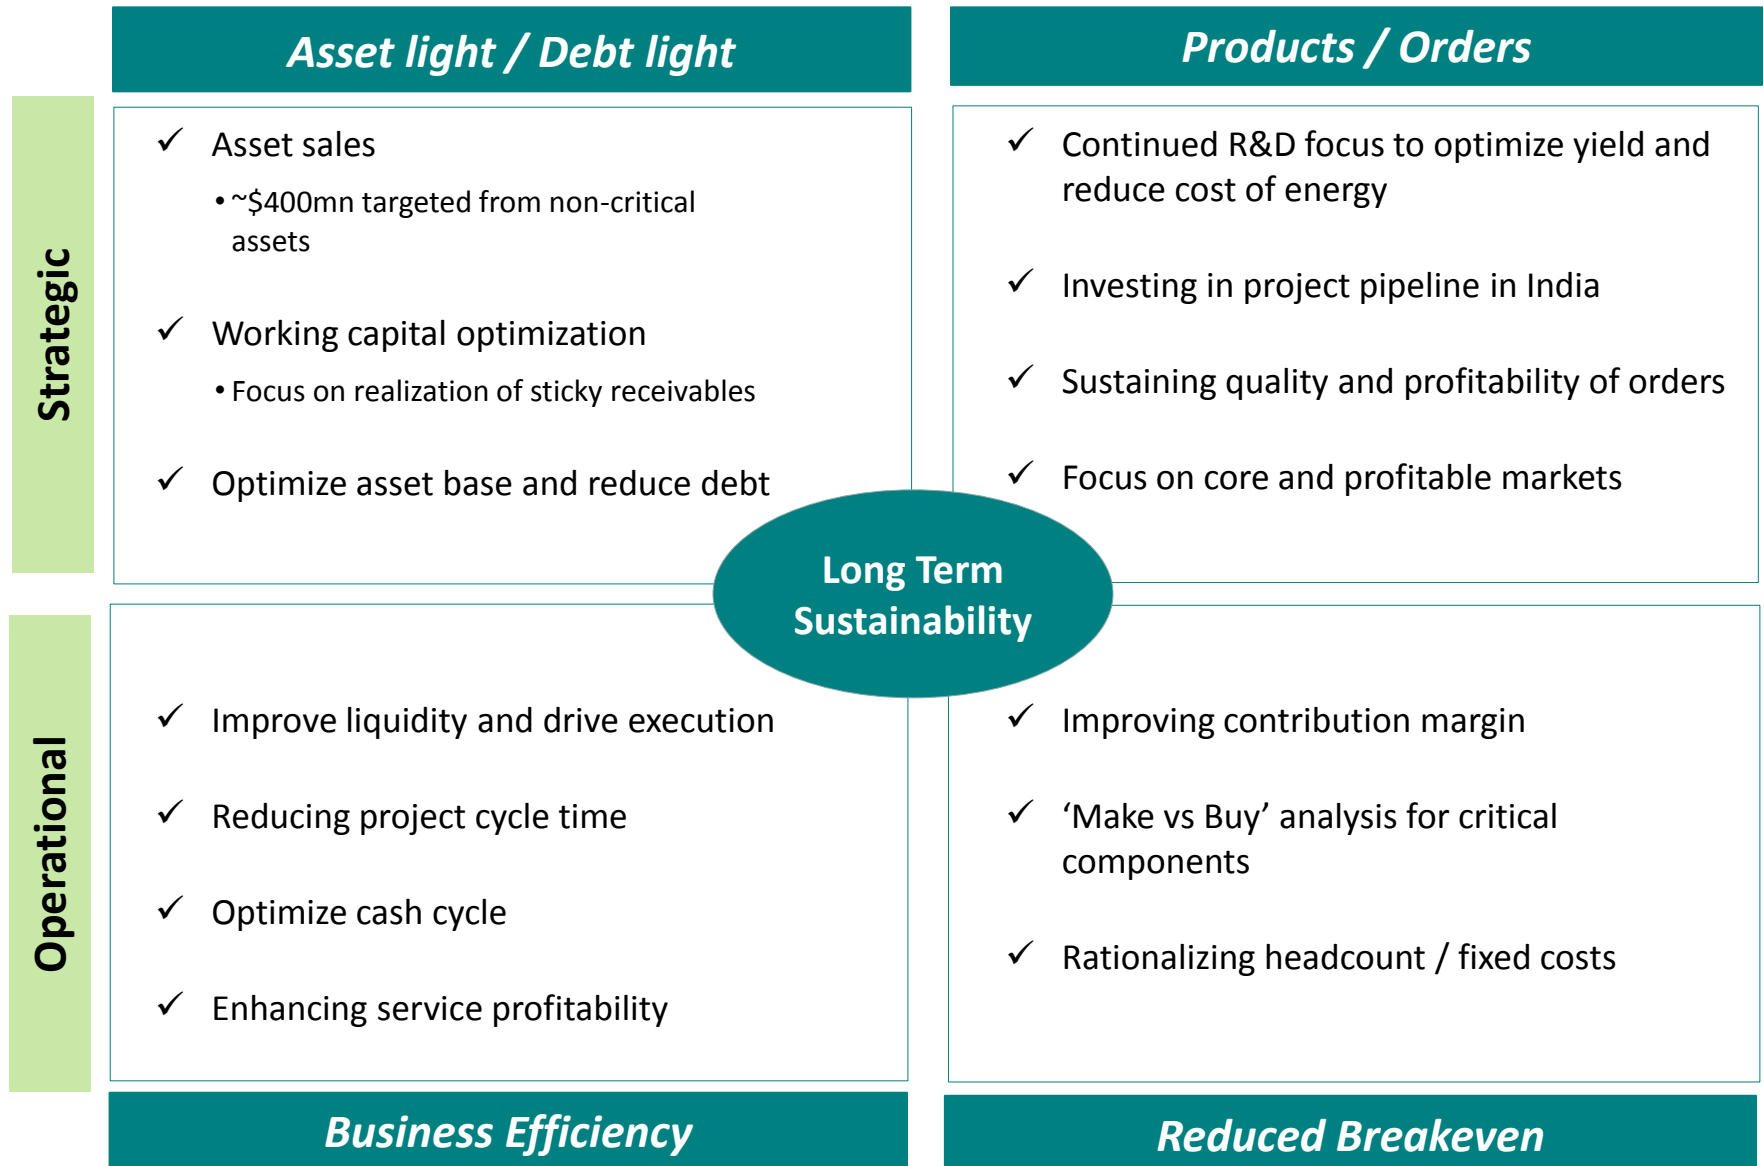 Asset light / Debt light
Products / Orders
Strategic
✓ Asset sales
• ~$400mn targeted from non-critical
assets
✓ Working capital optimization
• Focus on realization of sticky receivables
✓ Optimize asset base and reduce debt
✓ Continued R&D focus to optimize yield and
reduce cost of energy
✓ Investing in project pipeline in India
✓ Sustaining quality and profitability of orders
✓ Focus on core and profitable markets
Long Term
Sustainability
Operational
✓ Improve liquidity and drive execution
✓ Reducing project cycle time
✓ Optimize cash cycle
✓ Enhancing service profitability
✓ Improving contribution margin
✓ ‘Make vs Buy’ analysis for critical
components
✓ Rationalizing headcount / fixed costs
Business Efficiency
Reduced Breakeven